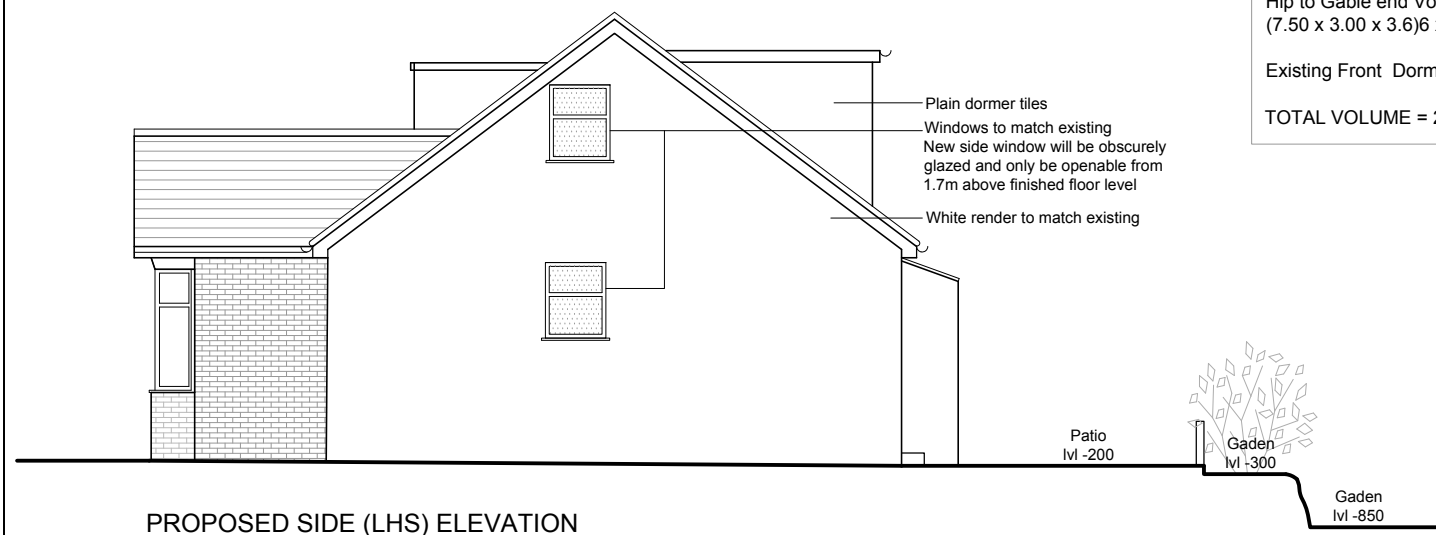 Hip to Gable end Vo
(7.50 x 3.00 x 3.6)6
Existing Front Dorm
TOTAL VOLUME = 2
Plain dormer tiles
Windows to match existing
New side window will be obscurely
glazed and only be openable from
1.7m above finished floor level
White render to match existing
Patio
lvl -200
Gaden
lvl -300
Gaden
lvl -850
PROPOSED SIDE (LHS) ELEVATION